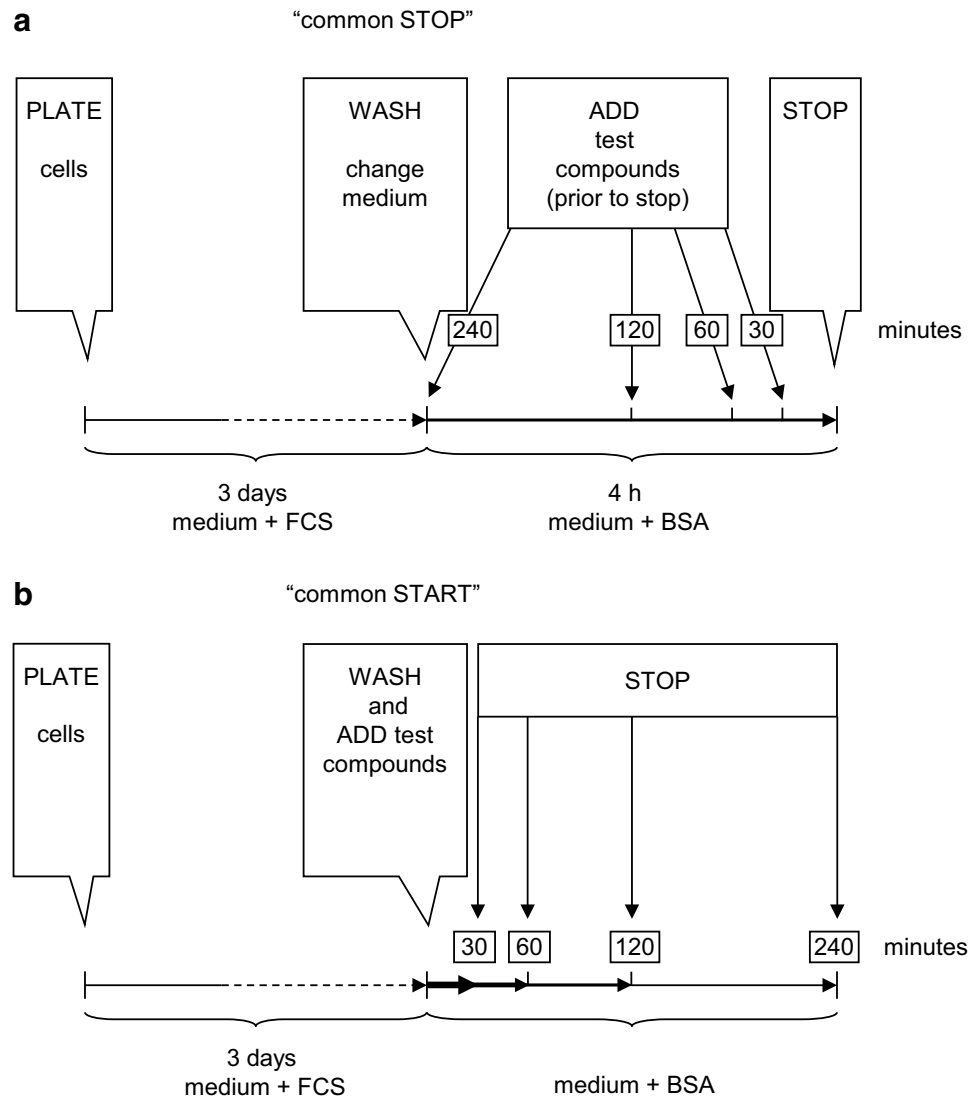 a
“common STOP”
PLATE
cells
WASH
change
medium
ADD
test
compounds
(prior to stop)
STOP
240
120
60
30
minutes
3 days
medium + FCS
4 h
medium + BSA
b
“common START”
PLATE
cells
WASH
and
ADD test
compounds
STOP
30
60
120
240
minutes
3 days
medium + FCS
medium + BSA